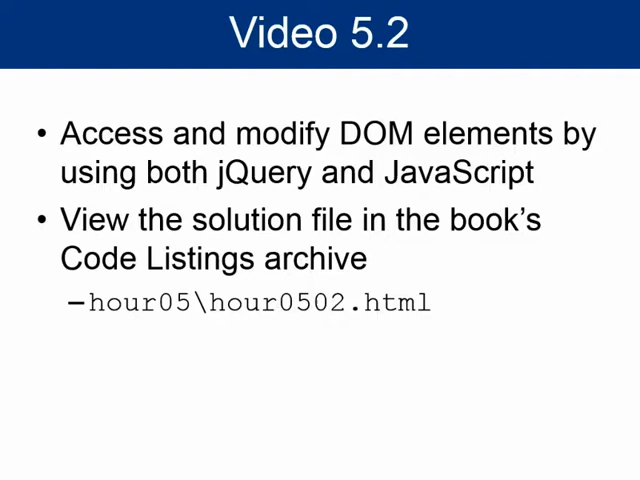 Video 5.2
• Access and modify DOM elements by
using both jQuery and JavaScript
• View the solution file in the book's
Code Listings archive
–hour05\hour0502.html